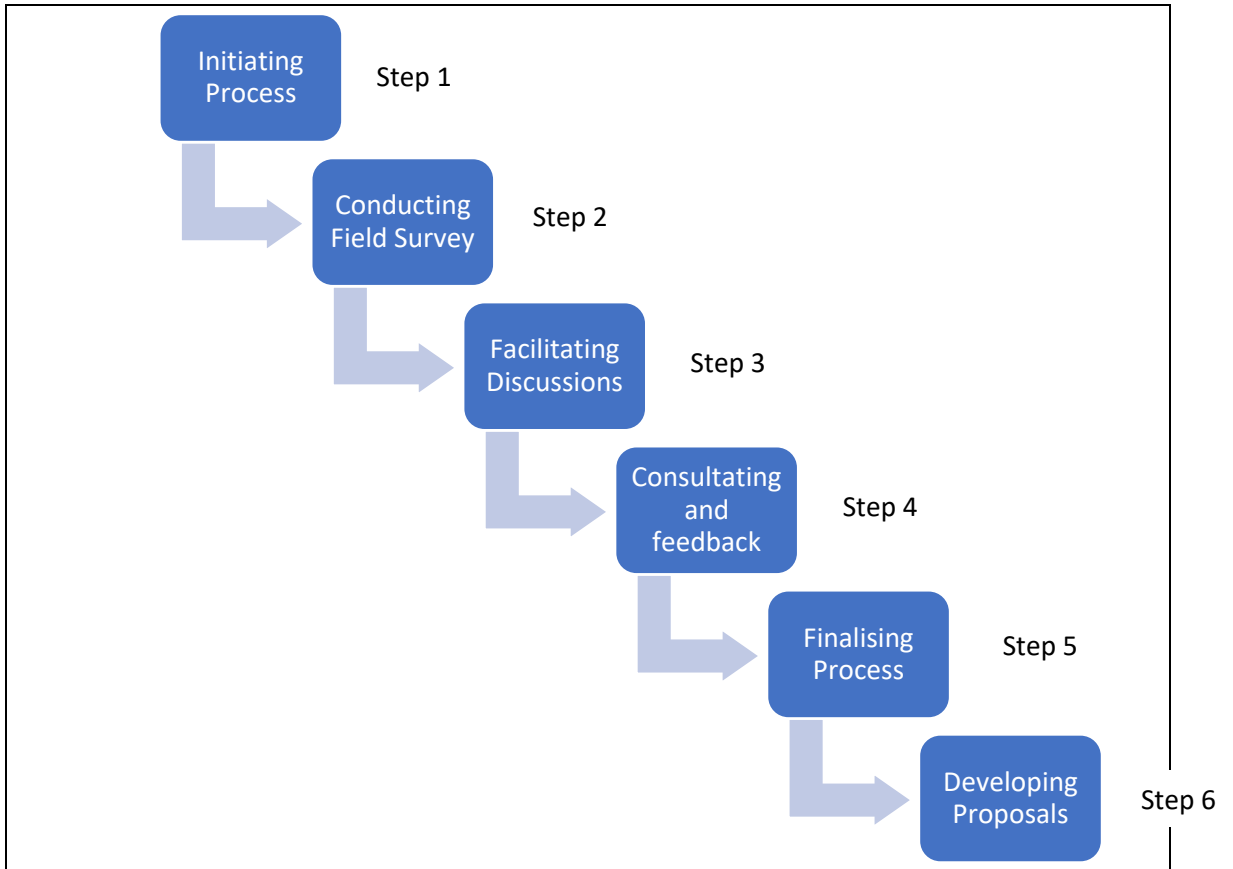 Initiating
Process
Step 1
Conducting
Field Survey
Step 2
Facilitating
Discussions
Step 3
Consultating
and
feedback
Step 4
Finalising
Process
Step 5
Developing
Proposals
Step 6